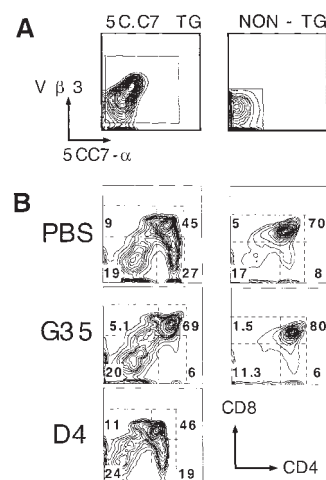 A
5C.C7 TG
NON - TG
V β 3
5CC7-α
B
PBS
9 45
19 27
5 70
17 8
G35
5.1 69
20 6
1.5 80
11.3 6
D4
11 46
24 19
CD8
CD4